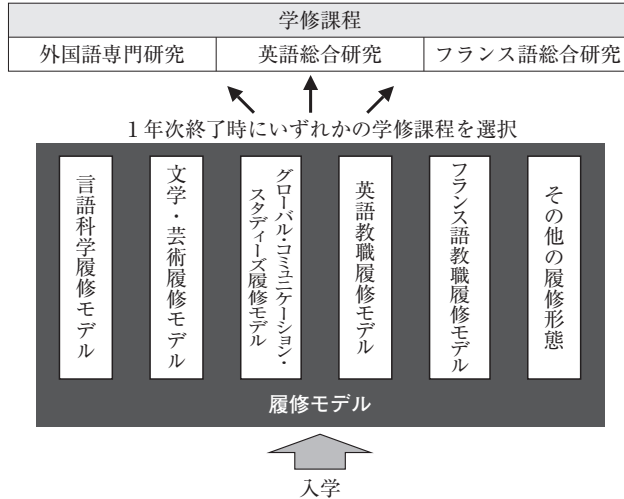 学修課程
外国語専門研究
英語総合研究
フランス語総合研究
１年次終了時にいずれかの学修課程を選択
言語科学履修モデル
文学・芸術履修モデル
グローバル・コミュニケーション・
スタディーズ履修モデル
英語教職履修モデル
フランス語教職履修モデル
その他の履修形態
履修モデル
入学